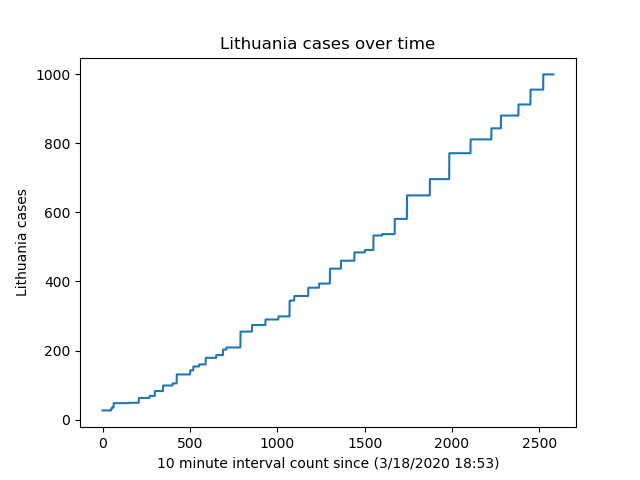 Lithuania cases over time
1000
800
600
400
200
0
Lithuania cases
0 500 1000 1500 2000 2500
10 minute interval count since (3/18/2020 18:53)